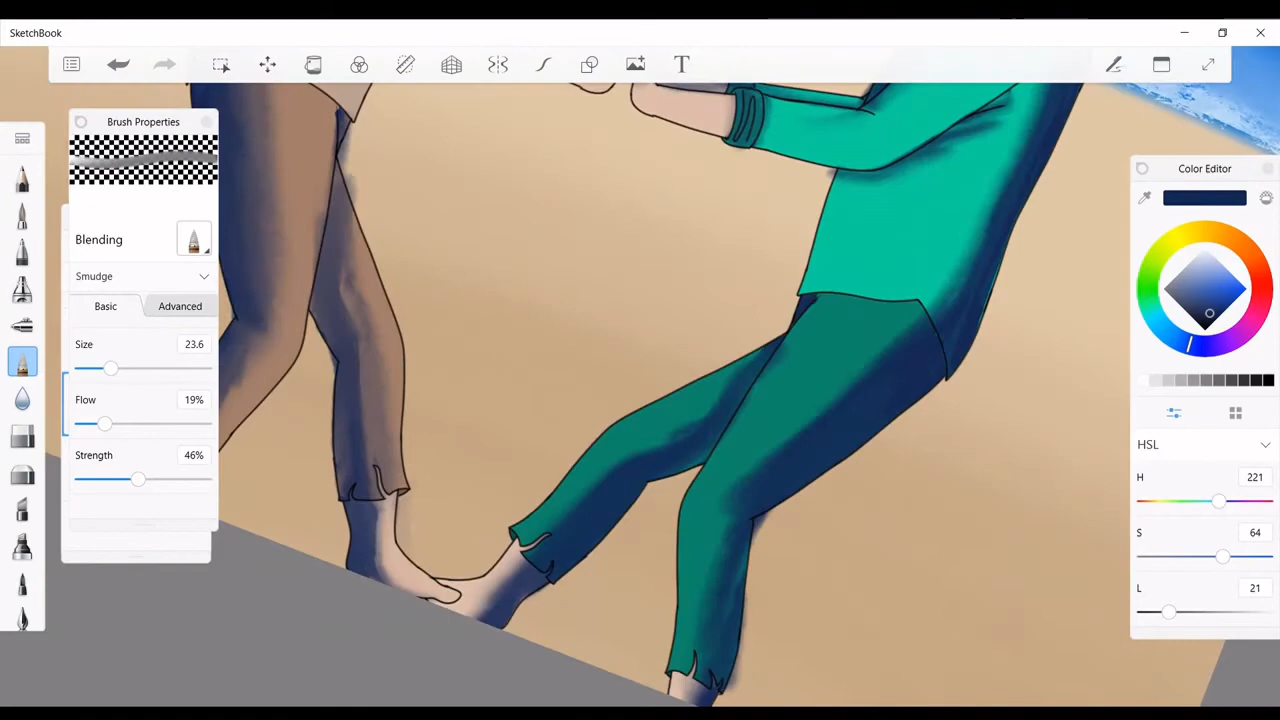 SketchBook
T
Brush Properties
Blending
Smudge
Basic Advanced
Size 23.6
Flow 19%
Strength 46%
Color Editor
HSL
H 221
S 64
L 21